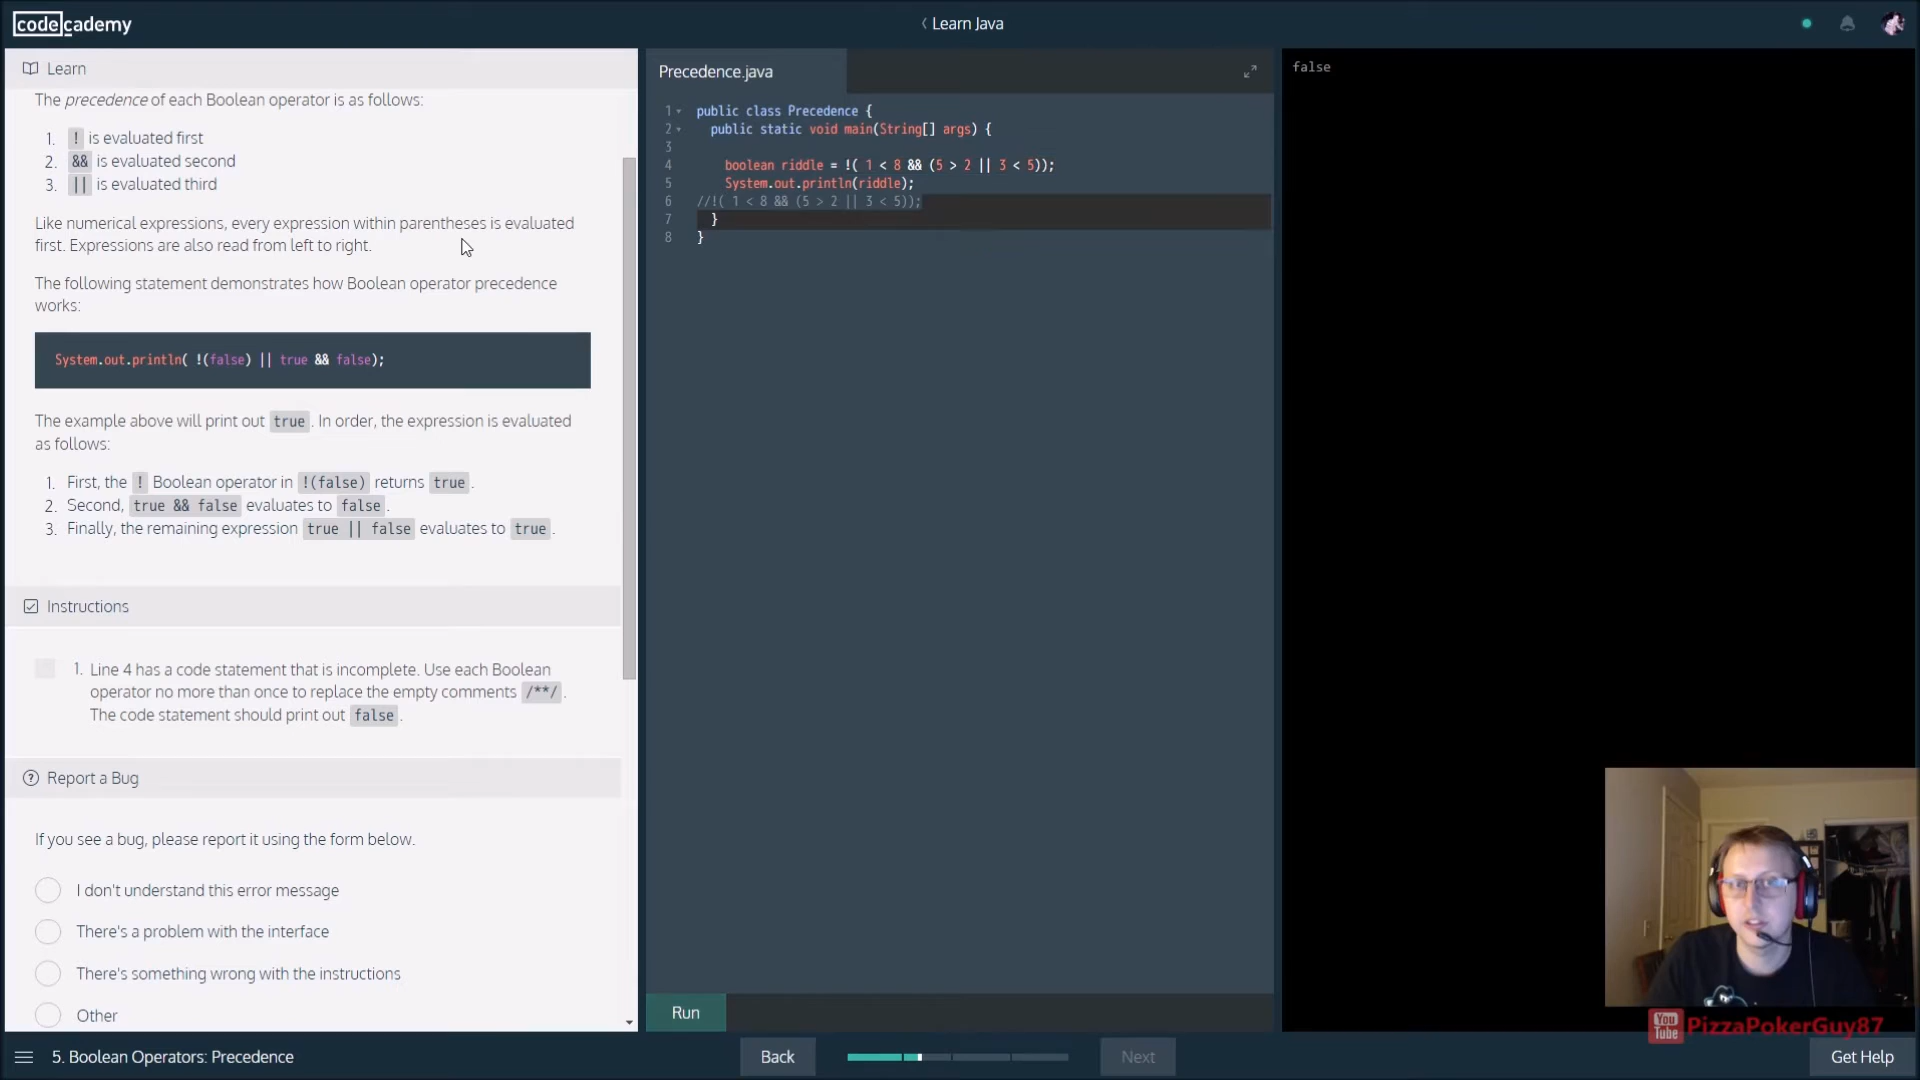 codecademy
Learn Java
Learn
The precedence of each Boolean operator is as follows:
1. ! is evaluated first
2. && is evaluated second
3. || is evaluated third
Like numerical expressions, every expression within parentheses is evaluated
first. Expressions are also read from left to right.
The following statement demonstrates how Boolean operator precedence
works:
System.out.println( !(false) || true && false);
The example above will print out true. In order, the expression is evaluated
as follows:
1. First, the ! Boolean operator in !(false) returns true.
2. Second, true && false evaluates to false.
3. Finally, the remaining expression true || false evaluates to true.
Instructions
1. Line 4 has a code statement that is incomplete. Use each Boolean
operator no more than once to replace the empty comments /**/.
The code statement should print out false.
Report a Bug
If you see a bug, please report it using the form below.
I don't understand this error message
There's a problem with the interface
There's something wrong with the instructions
Other
Precedence.java
1 public class Precedence {
2 public static void main(String[] args) {
3
4 boolean riddle = !( 1 < 8 && (5 > 2 || 3 < 5));
5 System.out.println(riddle);
6 //!( 1 < 8 && (5 > 2 || 3 < 5));
7 }
8 }
Run
false
You Tube PizzaPokerGuy87
5. Boolean Operators: Precedence
Back
Next
Get Help